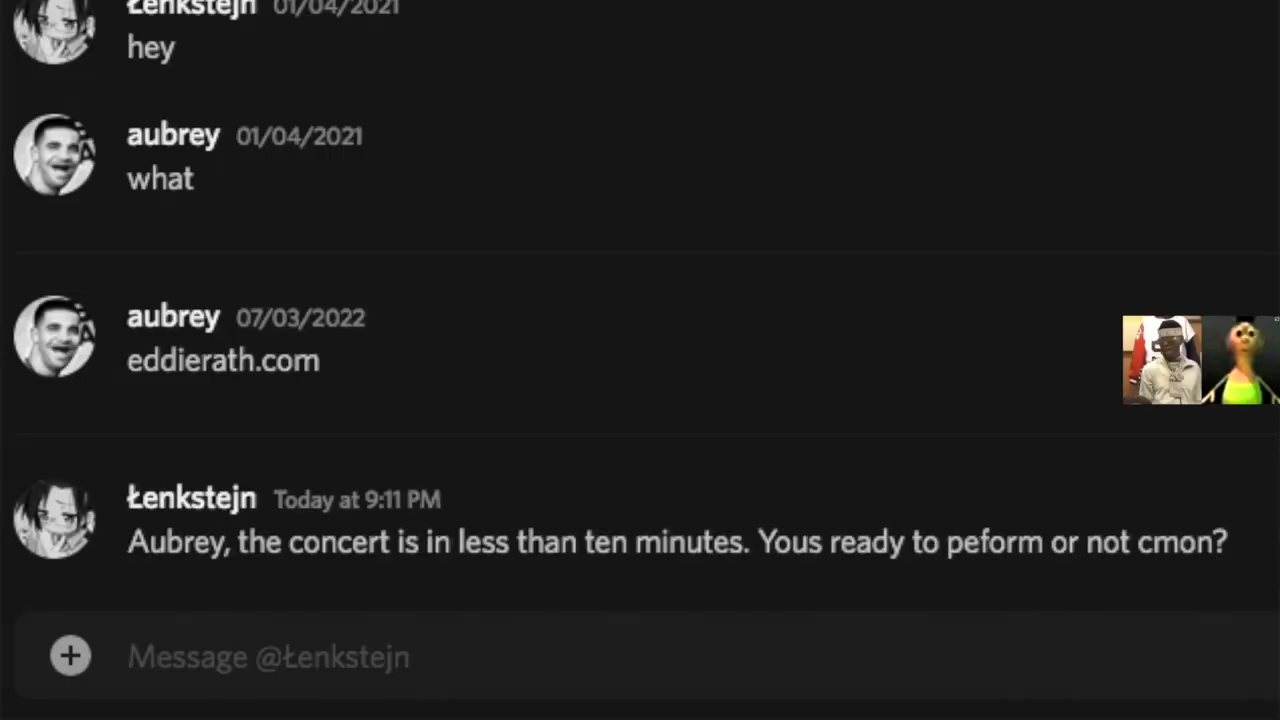 Łenkstejn 01/04/2021
hey
aubrey 01/04/2021
what
aubrey 07/03/2022
eddierath.com
Łenkstejn Today at 9:11 PM
Aubrey, the concert is in less than ten minutes. Yous ready to peform or not cmon?
Message @Łenkstejn